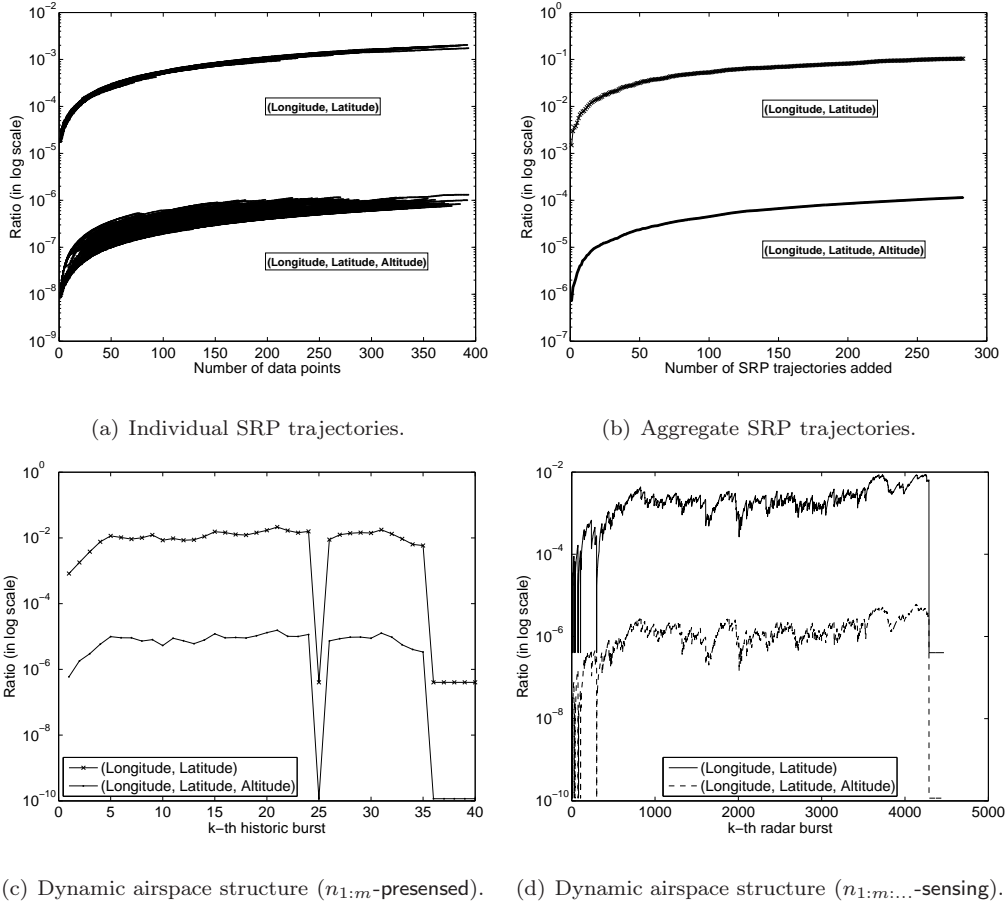 10⁻² 10⁻³ 10⁻⁴ 10⁻⁵ 10⁻⁶ 10⁻⁷ 10⁻⁸ 10⁻⁹
Ratio (in log scale)
(Longitude, Latitude)
(Longitude, Latitude, Altitude)
0 50 100 150 200 250 300 350 400
Number of data points
(a) Individual SRP trajectories.
10⁰ 10⁻¹ 10⁻² 10⁻³ 10⁻⁴ 10⁻⁵ 10⁻⁶ 10⁻⁷
Ratio (in log scale)
(Longitude, Latitude)
(Longitude, Latitude, Altitude)
0 50 100 150 200 250 300
Number of SRP trajectories added
(b) Aggregate SRP trajectories.
10⁰ 10⁻² 10⁻⁴ 10⁻⁶ 10⁻⁸ 10⁻¹⁰
Ratio (in log scale)
(Longitude, Latitude)
(Longitude, Latitude, Altitude)
0 5 10 15 20 25 30 35 40
k−th historic burst
(c) Dynamic airspace structure (n₁:ₘ-presensed).
10⁻² 10⁻⁴ 10⁻⁶ 10⁻⁸ 10⁻¹⁰
Ratio (in log scale)
(Longitude, Latitude)
(Longitude, Latitude, Altitude)
0 1000 2000 3000 4000 5000
k−th radar burst
(d) Dynamic airspace structure (n₁:ₘ:...-sensing).